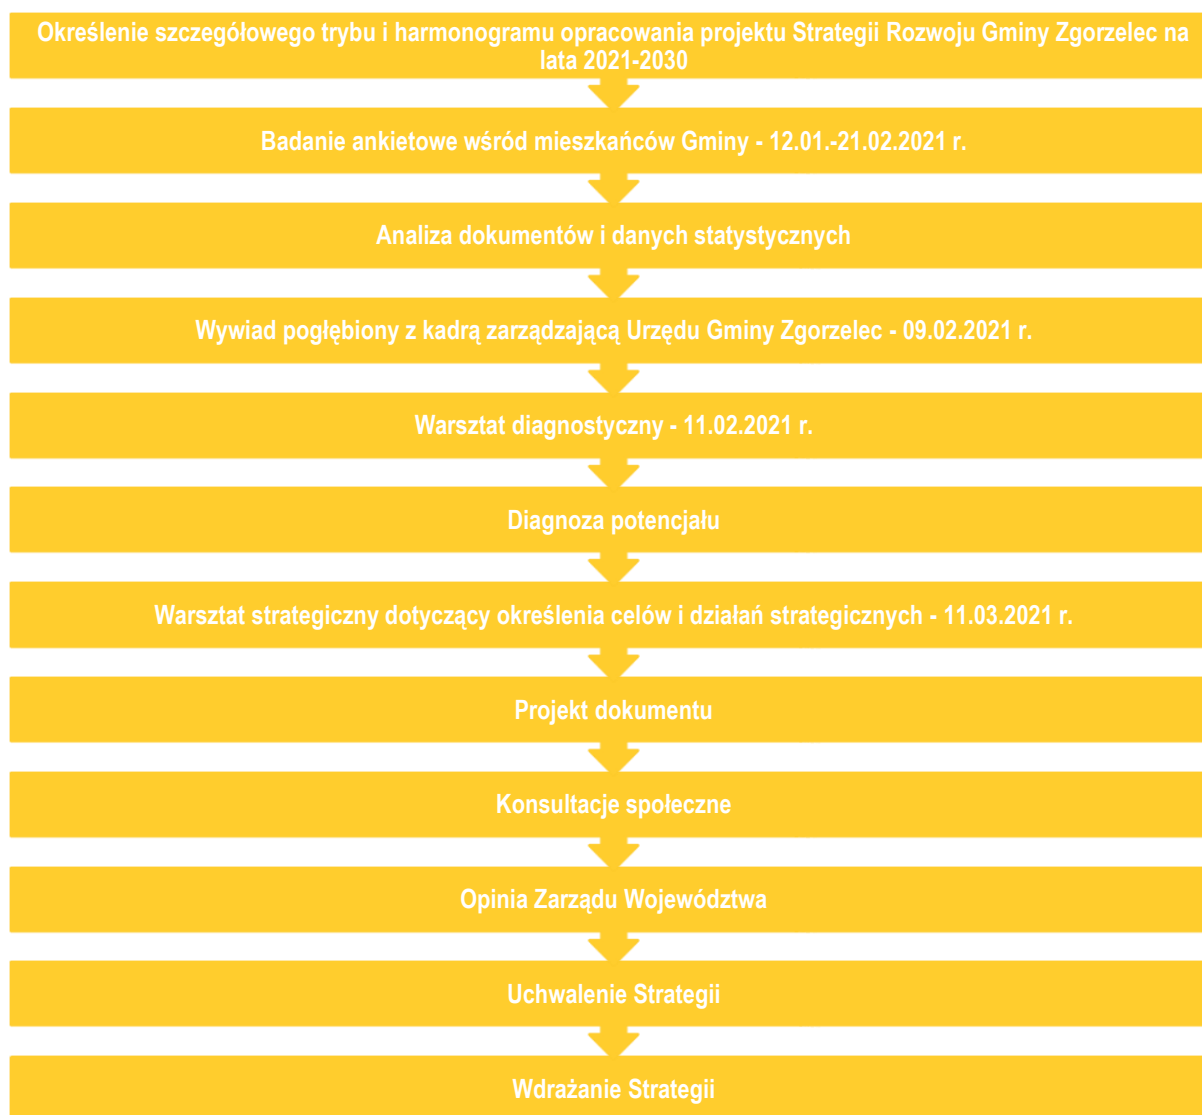 Określenie szczegółowego trybu i harmonogramu opracowania projektu Strategii Rozwoju Gminy Zgorzelec na
lata 2021-2030
Badanie ankietowe wśród mieszkańców Gminy - 12.01.-21.02.2021 r.
Analiza dokumentów i danych statystycznych
Wywiad pogłębiony z kadrą zarządzającą Urzędu Gminy Zgorzelec - 09.02.2021 r.
Warsztat diagnostyczny - 11.02.2021 r.
Diagnoza potencjału
Warsztat strategiczny dotyczący określenia celów i działań strategicznych - 11.03.2021 r.
Projekt dokumentu
Konsultacje społeczne
Opinia Zarządu Województwa
Uchwalenie Strategii
Wdrażanie Strategii